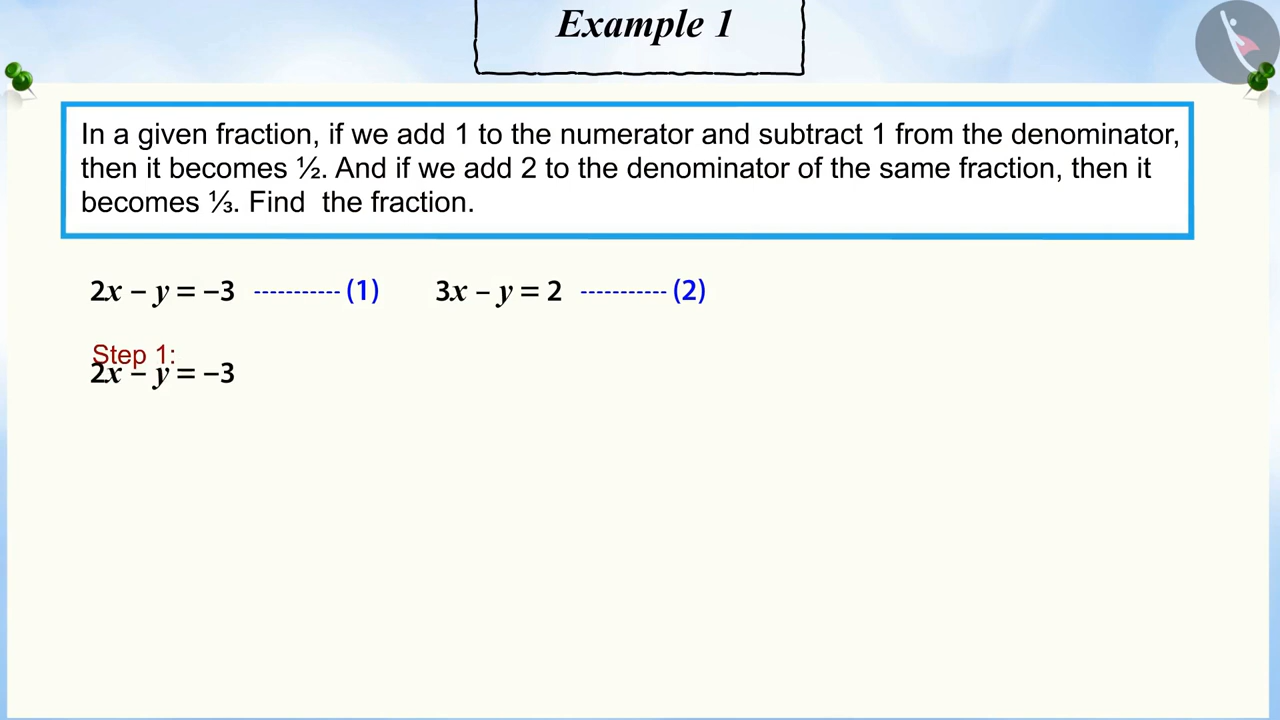 Example 1
In a given fraction, if we add 1 to the numerator and subtract 1 from the denominator,
then it becomes ½. And if we add 2 to the denominator of the same fraction, then it
becomes ⅓. Find the fraction.
2x – y = –3 ----------- (1) 3x – y = 2 ----------- (2)
Step 1:
2x – y = –3